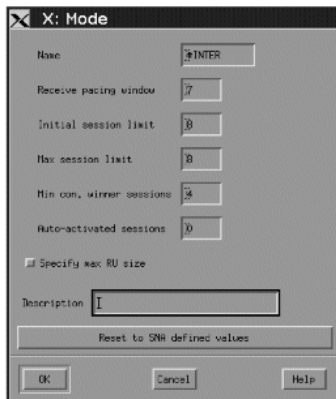 X: Mode
Name #INTER
Receive pacing window 7
Initial session limit 8
Max session limit 8
Min con. winner sessions 4
Auto-activated sessions 0
Specify max RU size
Description
Reset to SNA defined values
OK Cancel Help